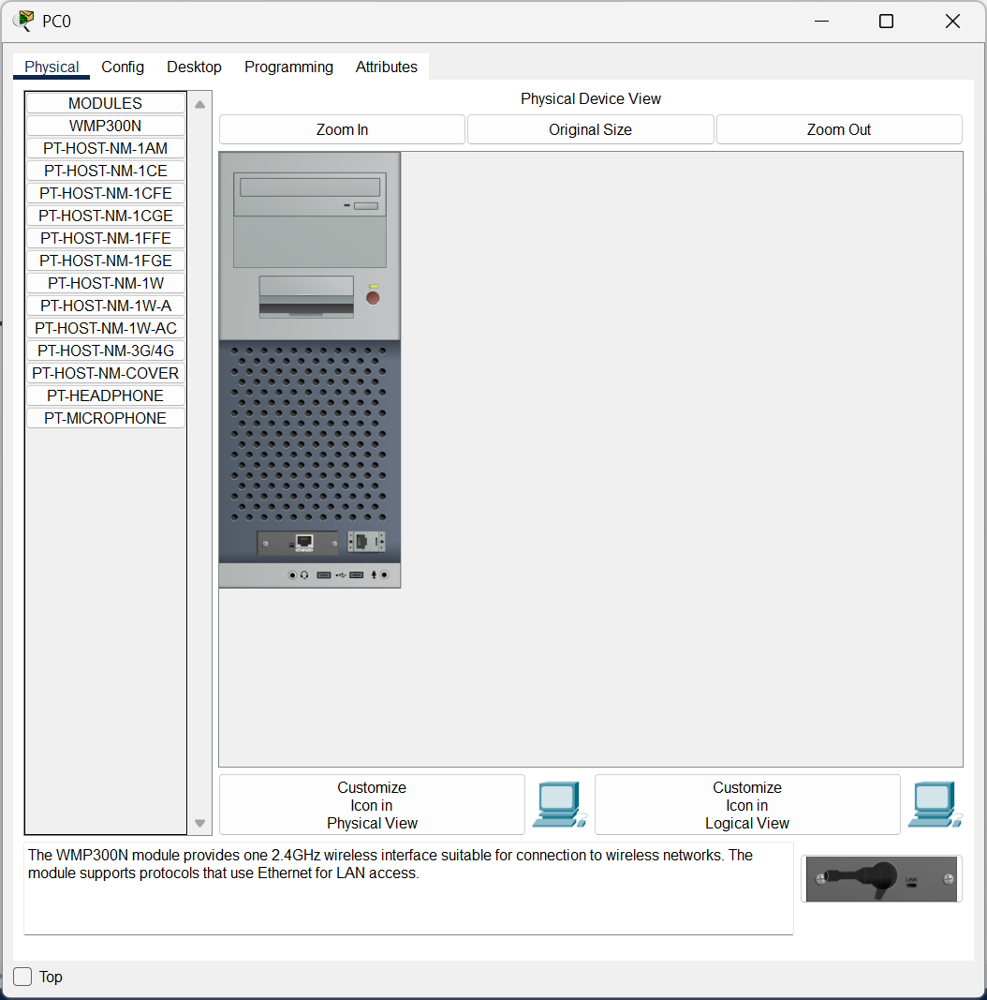 PC0
Physical
Config
Desktop
Programming
Attributes
MODULES
WMP300N
PT-HOST-NM-1AM
PT-HOST-NM-1CE
PT-HOST-NM-1CFE
PT-HOST-NM-1CGE
PT-HOST-NM-1FFE
PT-HOST-NM-1FGE
PT-HOST-NM-1W
PT-HOST-NM-1W-A
PT-HOST-NM-1W-AC
PT-HOST-NM-3G/4G
PT-HOST-NM-COVER
PT-HEADPHONE
PT-MICROPHONE
Physical Device View
Zoom In
Original Size
Zoom Out
Customize
Icon in
Physical View
Customize
Icon in
Logical View
The WMP300N module provides one 2.4GHz wireless interface suitable for connection to wireless networks. The
module supports protocols that use Ethernet for LAN access.
LINK
Top